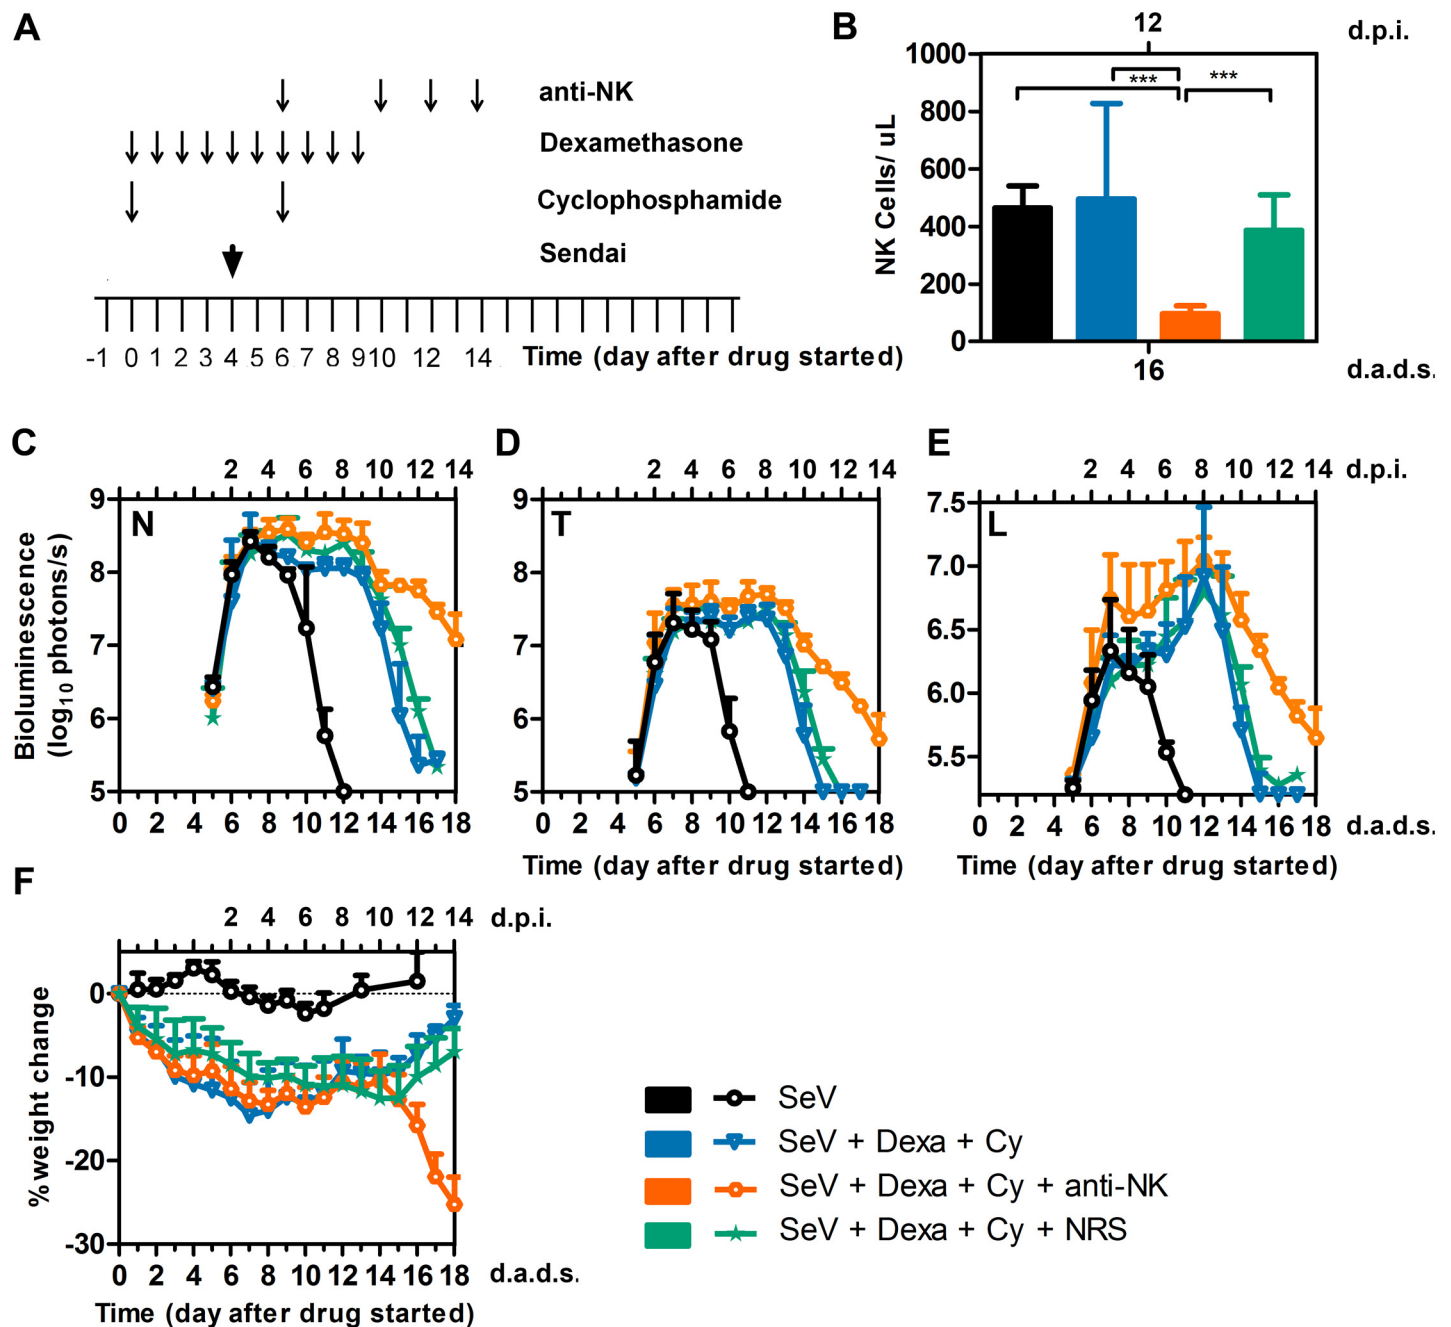 A
anti-NK
Dexamethasone
Cyclophosphamide
Sendai
-1 0 1 2 3 4 5 6 7 8 9 10 12 14 Time (day after drug started)
B
12 d.p.i.
1000
800
600
400
200
0
NK Cells/ uL
*** ***
16 d.a.d.s.
C
2 4 6 8 10 12 14
9
8
7
6
5
N
Bioluminescence
(log10 photons/s)
0 2 4 6 8 10 12 14 16 18
D
2 4 6 8 10 12 14
9
8
7
6
5
T
0 2 4 6 8 10 12 14 16 18
Time (day after drug started)
E
2 4 6 8 10 12 14 d.p.i.
7.5
7.0
6.5
6.0
5.5
L
0 2 4 6 8 10 12 14 16 18 d.a.d.s.
Time (day after drug started)
F
2 4 6 8 10 12 14 d.p.i.
0
-10
-20
-30
%weight change
0 2 4 6 8 10 12 14 16 18 d.a.d.s.
Time (day after drug started)
SeV
SeV + Dexa + Cy
SeV + Dexa + Cy + anti-NK
SeV + Dexa + Cy + NRS